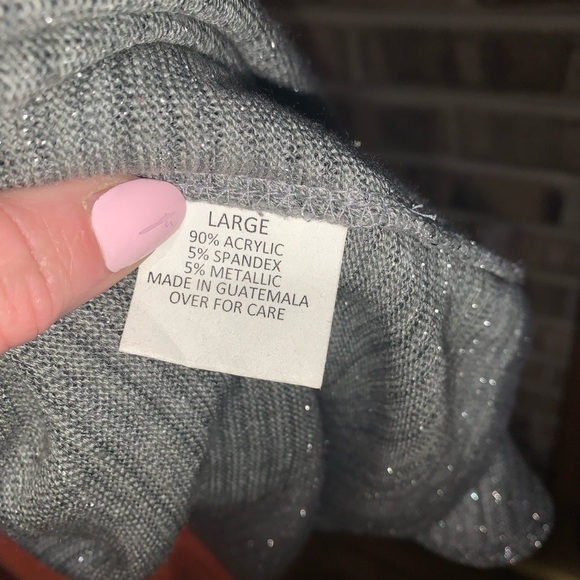 LARGE
90% ACRYLIC
5% SPANDEX
5% METALLIC
MADE IN GUATEMALA
OVER FOR CARE